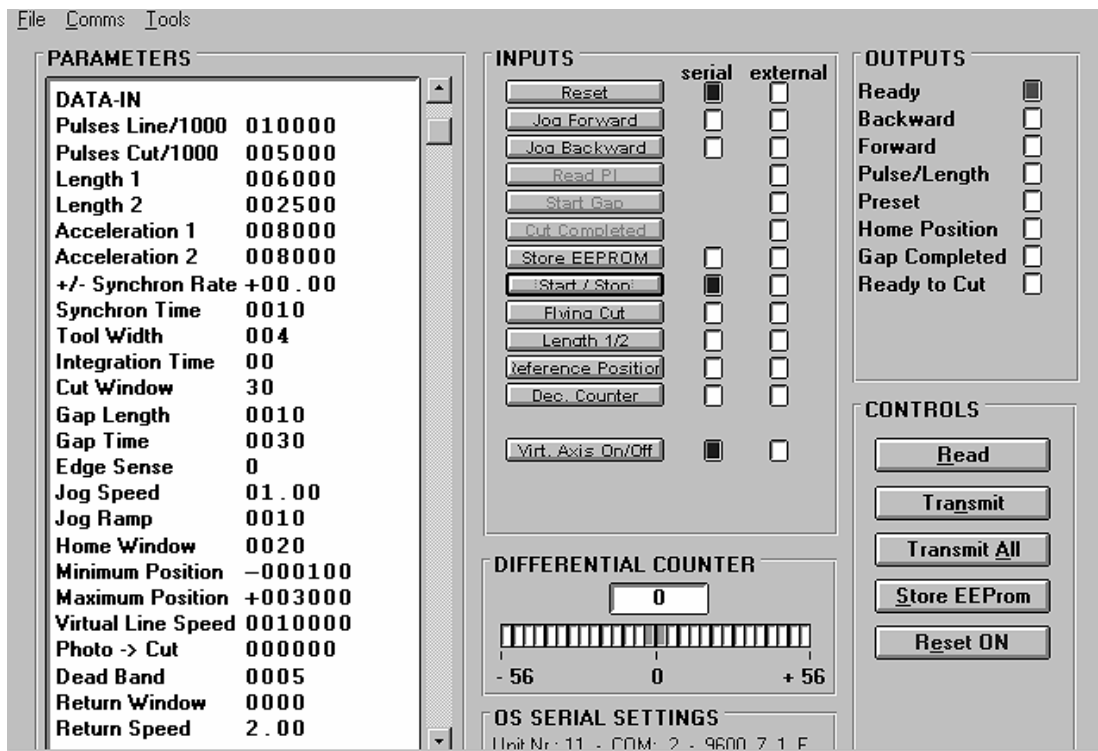 File Comms Tools
PARAMETERS
DATA-IN
Pulses Line/1000 010000
Pulses Cut/1000 005000
Length 1 006000
Length 2 002500
Acceleration 1 008000
Acceleration 2 008000
+/- Synchron Rate +00.00
Synchron Time 0010
Tool Width 004
Integration Time 00
Cut Window 30
Gap Length 0010
Gap Time 0030
Edge Sense 0
Jog Speed 01.00
Jog Ramp 0010
Home Window 0020
Minimum Position -000100
Maximum Position +003000
Virtual Line Speed 0010000
Photo -> Cut 000000
Dead Band 0005
Return Window 0000
Return Speed 2.00
INPUTS
serial external
Reset
Jog Forward
Jog Backward
Read PI
Start Gap
Cut Completed
Store EEPROM
Start / Stop
Flying Cut
Length 1/2
Reference Position
Dec. Counter
Virt. Axis On/Off
DIFFERENTIAL COUNTER
0
- 56 0 + 56
OS SERIAL SETTINGS
Unit Nr.: 11 - COM: 2 - 9600 7 1 E
OUTPUTS
Ready
Backward
Forward
Pulse/Length
Preset
Home Position
Gap Completed
Ready to Cut
CONTROLS
Read
Transmit
Transmit All
Store EEProm
Reset ON